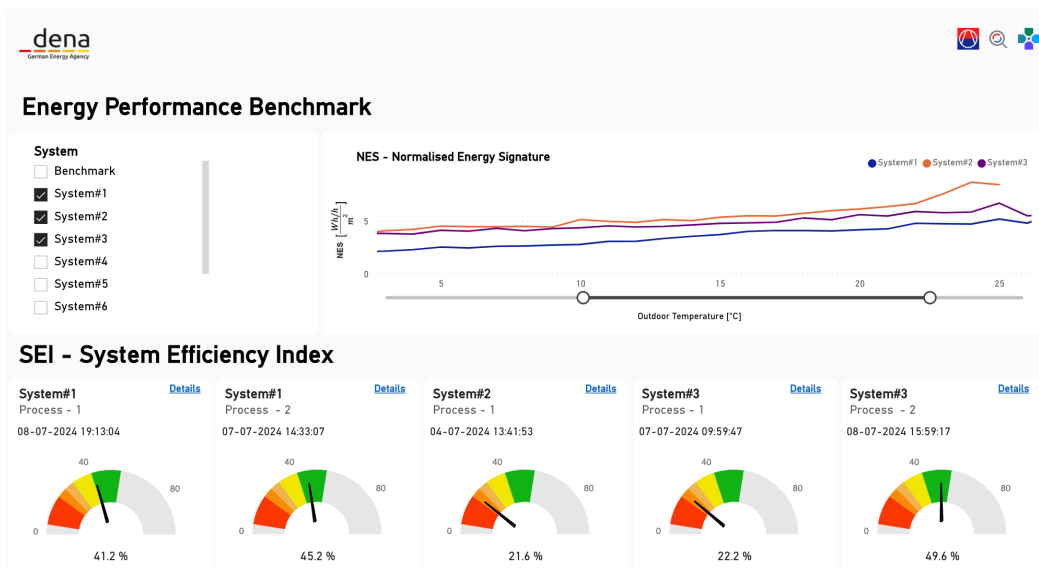 dena
German Energy Agency
Energy Performance Benchmark
System
Benchmark
System#1
System#2
System#3
System#4
System#5
System#6
NES - Normalised Energy Signature
System#1 System#2 System#3
NES [Wh/h / m²]
5
0
5 10 15 20 25
Outdoor Temperature [°C]
SEI - System Efficiency Index
System#1
Details
Process - 1
08-07-2024 19:13:04
0
40
80
41.2 %
System#1
Details
Process - 2
07-07-2024 14:33:07
0
40
80
45.2 %
System#2
Details
Process - 1
04-07-2024 13:41:53
0
40
80
21.6 %
System#3
Details
Process - 1
07-07-2024 09:59:47
0
40
80
22.2 %
System#3
Details
Process - 2
08-07-2024 15:59:17
0
40
80
49.6 %